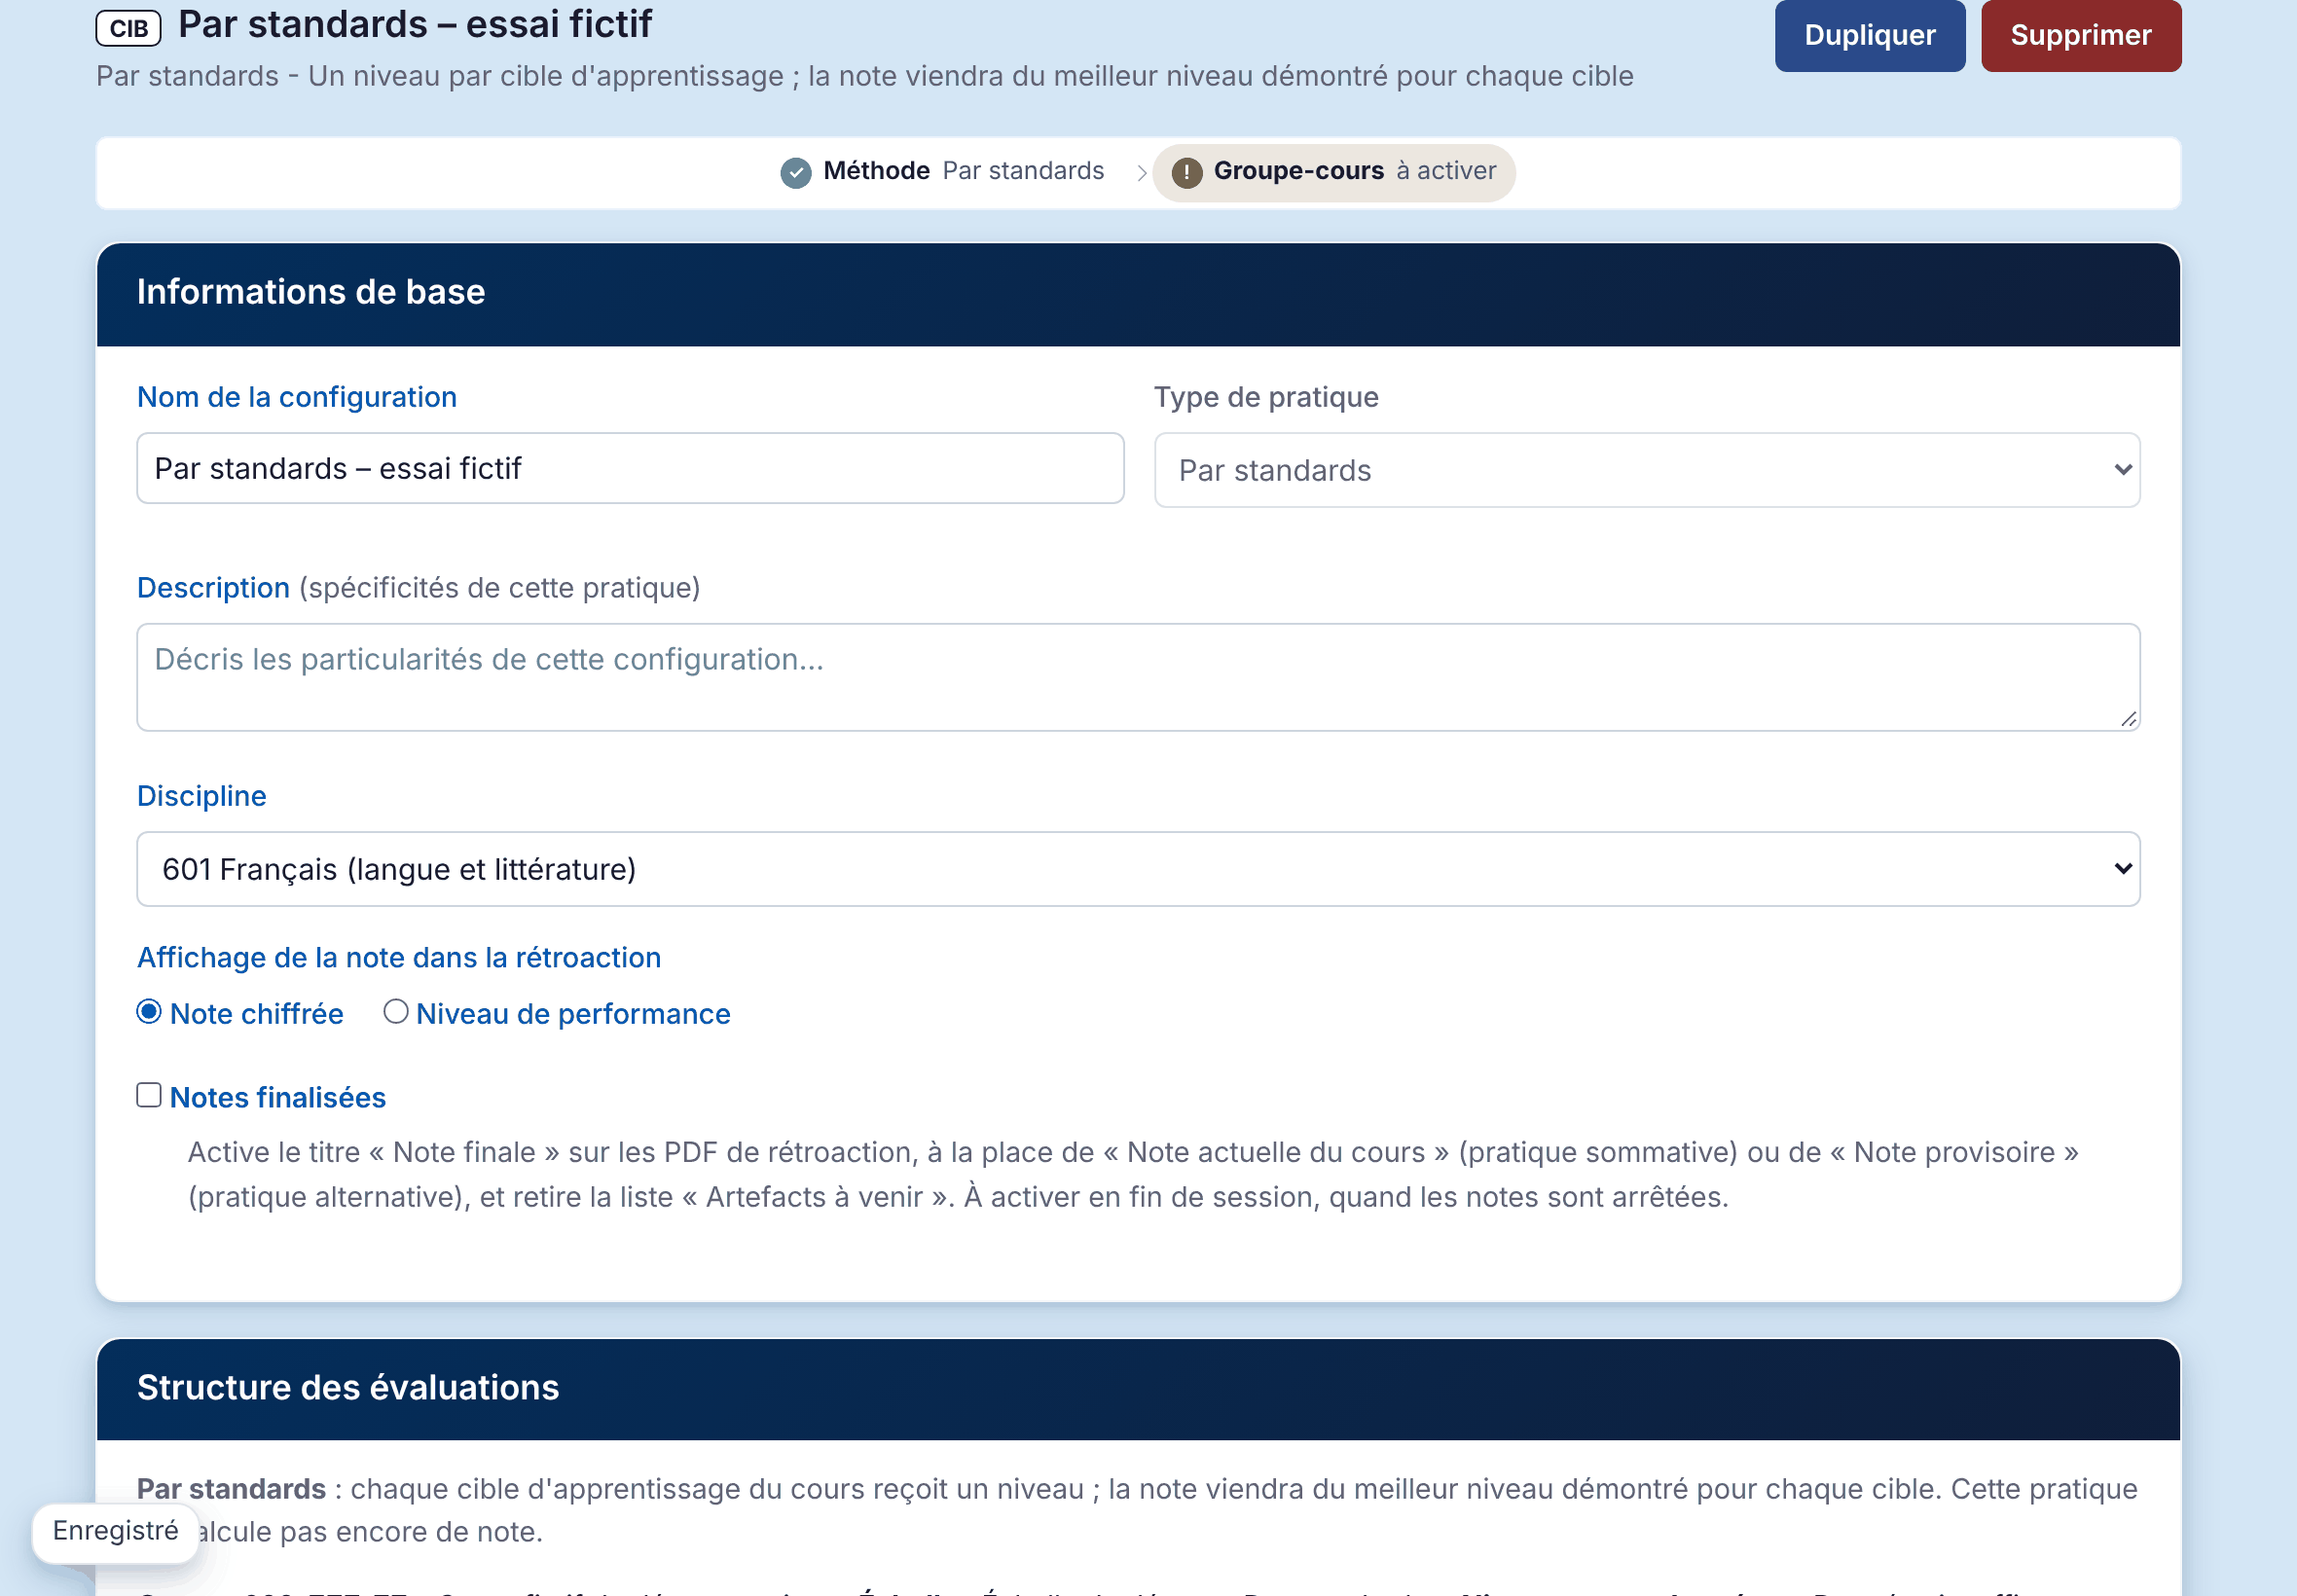 CIB Par standards – essai fictif
Dupliquer
Supprimer
Par standards - Un niveau par cible d'apprentissage ; la note viendra du meilleur niveau démontré pour chaque cible
Méthode Par standards
Groupe-cours à activer
Informations de base
Nom de la configuration
Type de pratique
Par standards – essai fictif
Par standards
Description (spécificités de cette pratique)
Décris les particularités de cette configuration...
Discipline
601 Français (langue et littérature)
Affichage de la note dans la rétroaction
Note chiffrée
Niveau de performance
Notes finalisées
Active le titre « Note finale » sur les PDF de rétroaction, à la place de « Note actuelle du cours » (pratique sommative) ou de « Note provisoire »
(pratique alternative), et retire la liste « Artefacts à venir ». À activer en fin de session, quand les notes sont arrêtées.
Structure des évaluations
Par standards : chaque cible d'apprentissage du cours reçoit un niveau ; la note viendra du meilleur niveau démontré pour chaque cible. Cette pratique
pas encore de note.
Enregistré